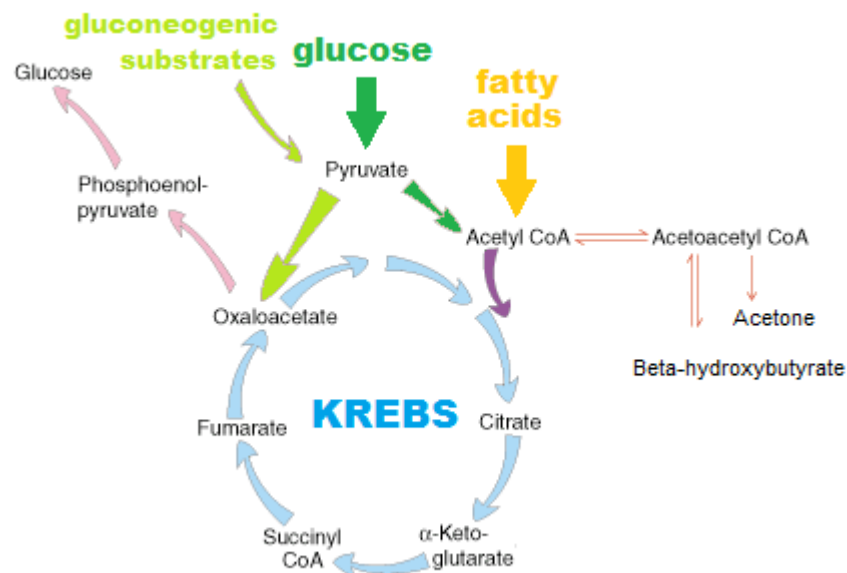 gluconeogenic
substrates
glucose
Glucose
fatty
acids
Pyruvate
Phosphoenol-
pyruvate
Acetyl CoA
Acetoacetyl CoA
Oxaloacetate
Acetone
Beta-hydroxybutyrate
KREBS
Fumarate
Citrate
Succinyl
CoA
α-Keto-
glutarate